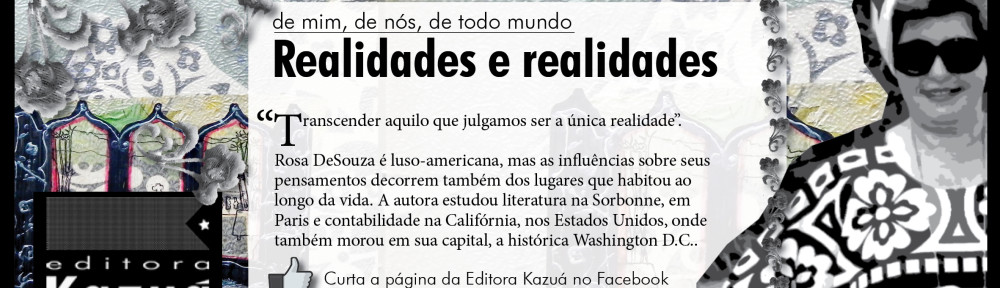 de mim, de nós, de todo mundo
Realidades e realidades
“Transcender aquilo que julgamos ser a única realidade”.
Rosa DeSouza é luso-americana, mas as influências sobre seus
pensamentos decorrem também dos lugares que habitou ao
longo da vida. A autora estudou literatura na Sorbonne, em
Paris e contabilidade na Califórnia, nos Estados Unidos, onde
também morou em sua capital, a histórica Washington D.C..
editora
Kazuá
Curta a página da Editora Kazuá no Facebook